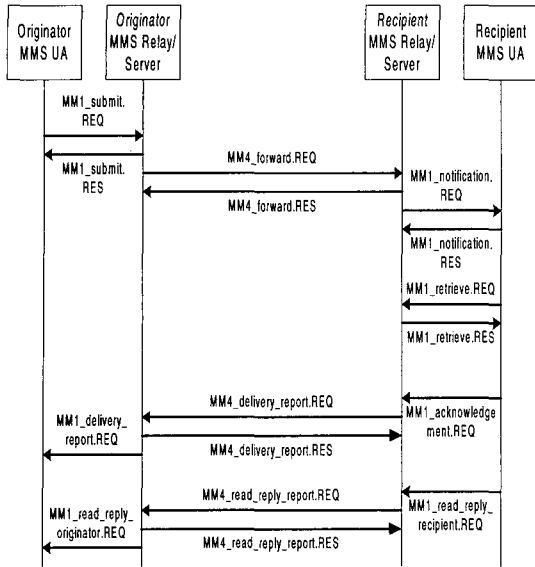 Originator
MMS UA
Originator
MMS Relay/
Server
Recipient
MMS Relay/
Server
Recipient
MMS UA
MM1_submit.
REQ
MM1_submit.
RES
MM4_forward.REQ
MM4_forward.RES
MM1_notification.
REQ
MM1_notification.
RES
MM1_retrieve.REQ
MM1_retrieve.RES
MM4_delivery_report.REQ
MM1_acknowledge
ment.REQ
MM1_delivery_
report.REQ
MM4_delivery_report.RES
MM4_read_reply_report.REQ
MM1_read_reply_
recipient.REQ
MM1_read_reply_
originator.REQ
MM4_read_reply_report.RES